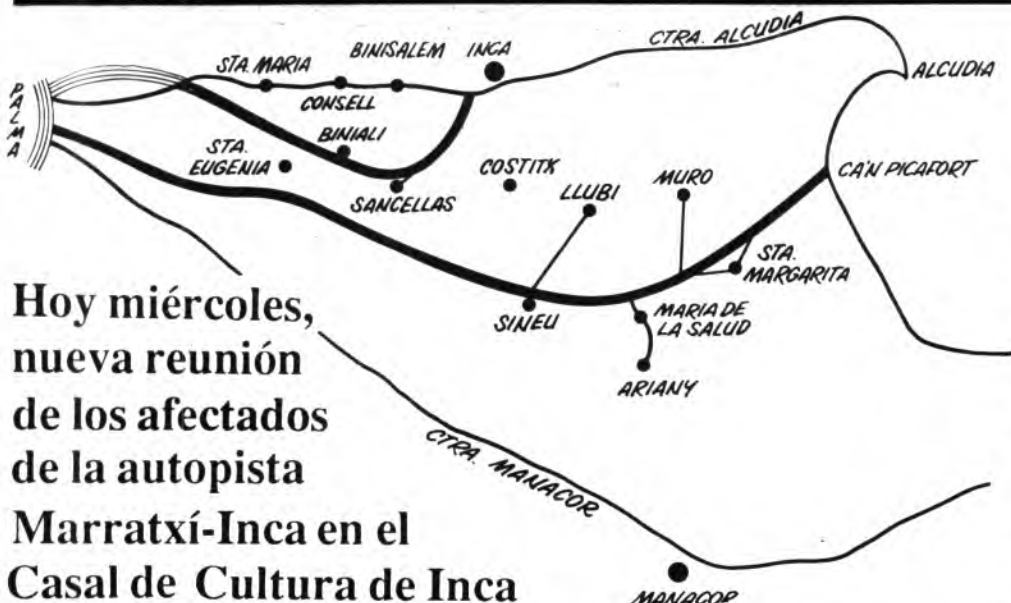 PALMA
STA. MARIA
CONSELL
BINISALEM
INCA
CTRA. ALCUDIA
ALCUDIA
STA.
EUGENIA
BINIALI
SANCELLAS
COSTITX
LLUBI
MURO
CA'N PICAFORT
STA.
MARGARITA
SINEU
MARIA DE
LA SALUD
ARIANY
CTRA. MANACOR
MANACOR
Hoy miércoles,
nueva reunión
de los afectados
de la autopista
Marratxí-Inca en el
Casal de Cultura de Inca